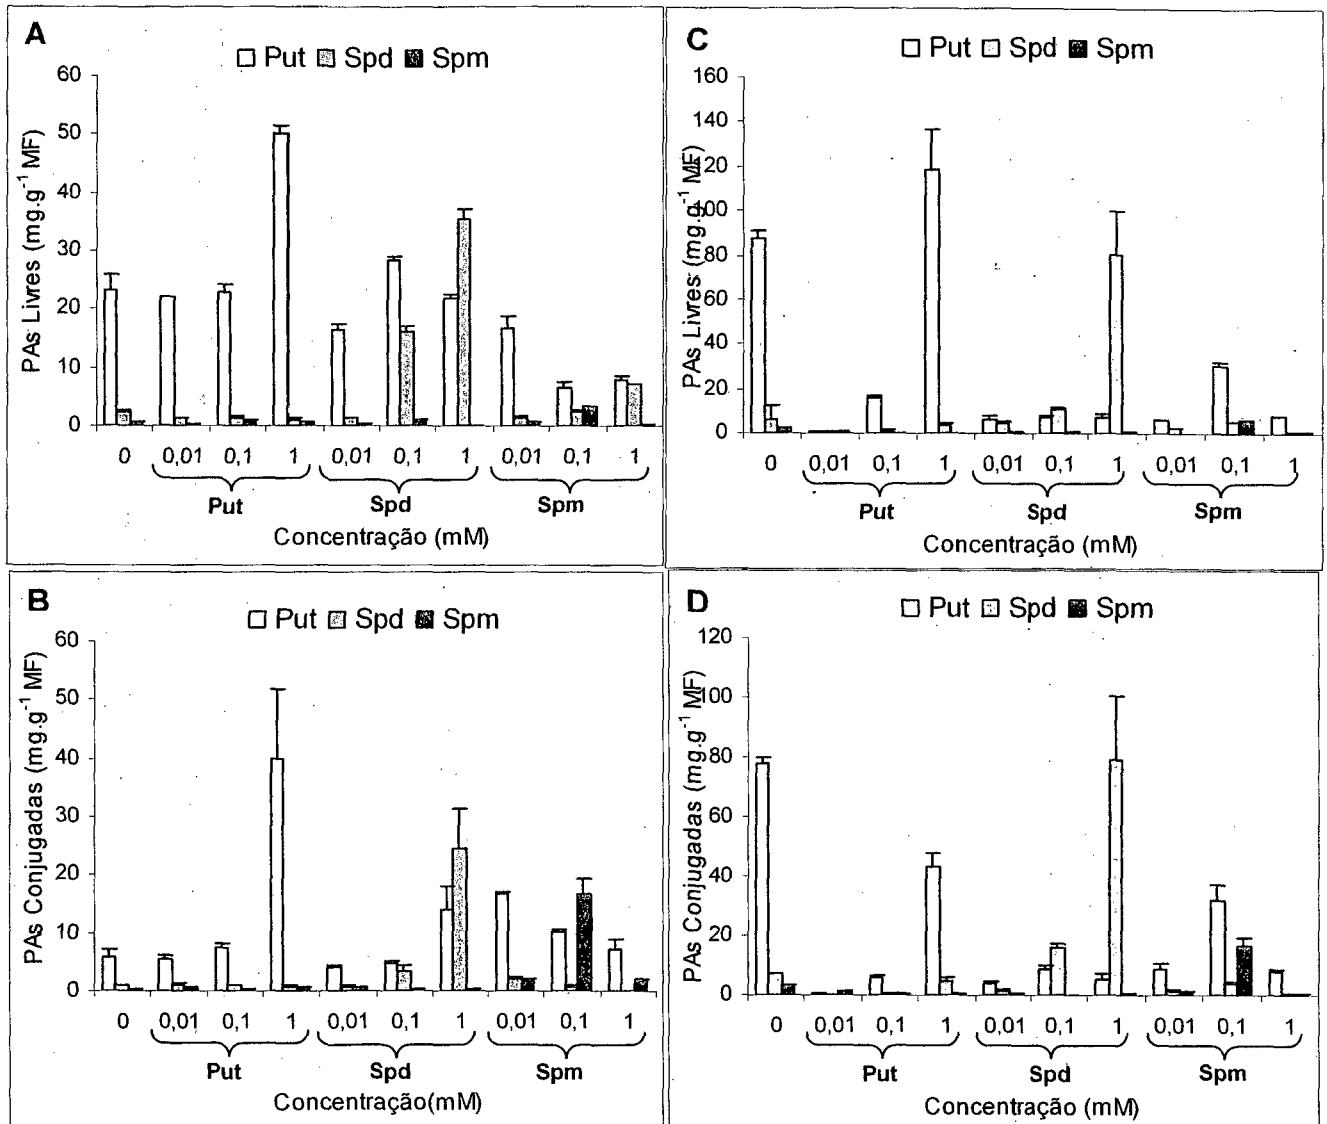 A
Put Spd Spm
60
50
40
30
20
10
0
PAs Livres (mg.g⁻¹ MF)
0 0,01 0,1 1 0,01 0,1 1 0,01 0,1 1
Put Spd Spm
Concentração (mM)
C
Put Spd Spm
160
140
120
100
80
60
40
20
0
PAs Livres (mg.g⁻¹ MF)
0 0,01 0,1 1 0,01 0,1 1 0,01 0,1 1
Put Spd Spm
Concentração (mM)
B
Put Spd Spm
60
50
40
30
20
10
0
PAs Conjugadas (mg.g⁻¹ MF)
0 0,01 0,1 1 0,01 0,1 1 0,01 0,1 1
Put Spd Spm
Concentração(mM)
D
Put Spd Spm
120
100
80
60
40
20
0
PAs Conjugadas (mg.g⁻¹ MF)
0 0,01 0,1 1 0,01 0,1 1 0,01 0,1 1
Put Spd Spm
Concentração (mM)